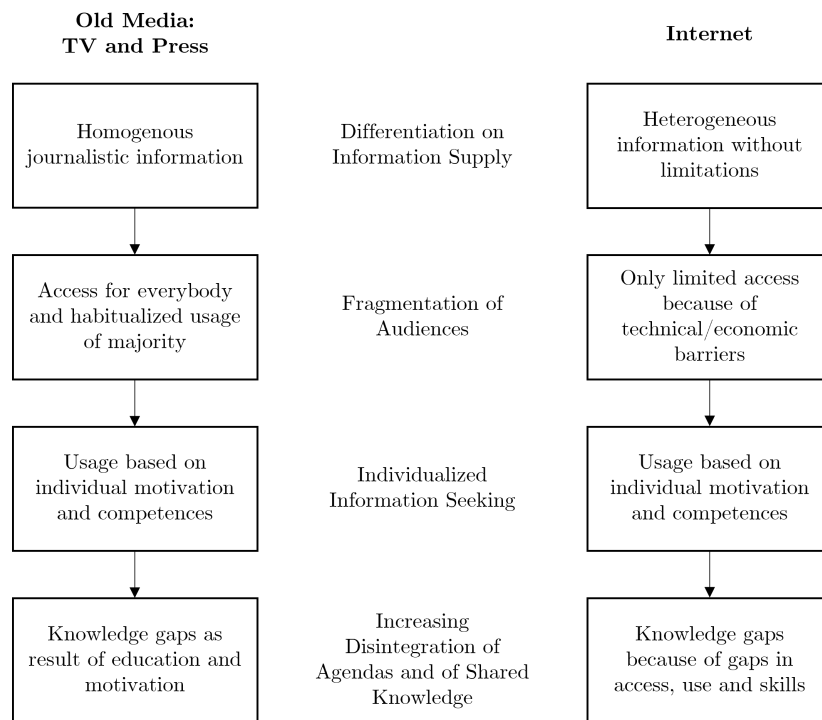 Old Media:
TV and Press
Internet
Homogenous
journalistic information
Differentiation on
Information Supply
Heterogeneous
information without
limitations
Access for everybody
and habitualized usage
of majority
Fragmentation of
Audiences
Only limited access
because of
technical/economic
barriers
Usage based on
individual motivation
and competences
Individualized
Information Seeking
Usage based on
individual motivation
and competences
Knowledge gaps as
result of education and
motivation
Increasing
Disintegration of
Agendas and of Shared
Knowledge
Knowledge gaps
because of gaps in
access, use and skills